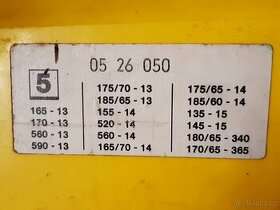 5
05 26 050
165 - 13
170 - 13
560 - 13
590 - 13
175/70 - 13
185/65 - 13
155 - 14
520 - 14
560 - 14
165/70 - 14
175/65 - 14
185/60 - 14
135 - 15
145 - 15
180/65 - 340
170/65 - 365
Sbazar.cz